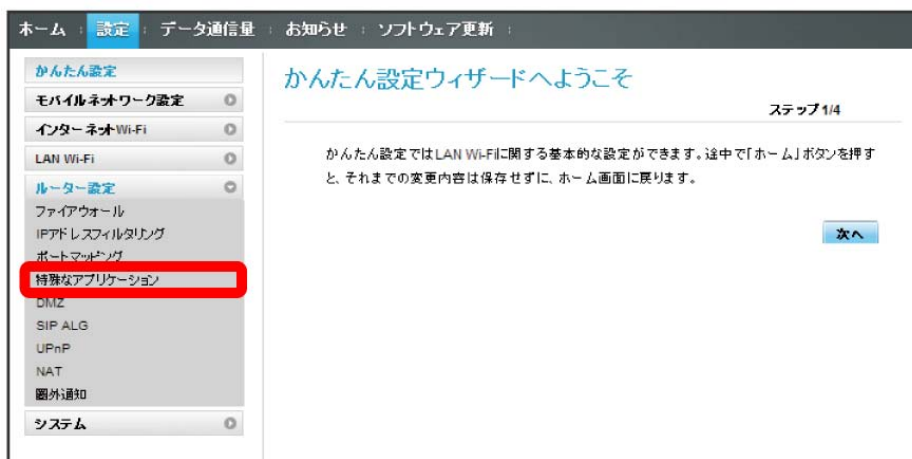 ホーム 設定 データ通信量 お知らせ ソフトウェア更新
かんたん設定
モバイルネットワーク設定
インターネットWi-Fi
LAN Wi-Fi
ルーター設定
ファイアウォール
IPアドレスフィルタリング
ポートマッピング
特殊なアプリケーション
DMZ
SIP ALG
UPnP
NAT
圏外通知
システム
かんたん設定ウィザードへようこそ
ステップ1/4
かんたん設定ではLAN Wi-Fiに関する基本的な設定ができます。途中で「ホーム」ボタンを押す
と、それまでの変更内容は保存せずに、ホーム画面に戻ります。
次へ